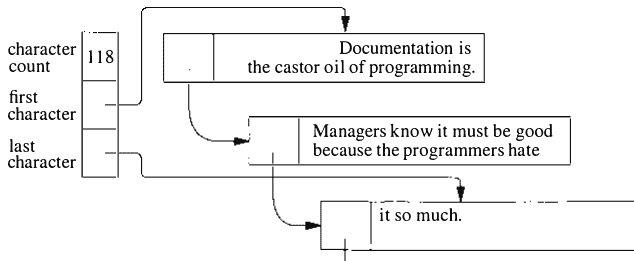 character
count
118
first
character
last
character
Documentation is
the castor oil of programming.
Managers know it must be good
because the programmers hate
it so much.